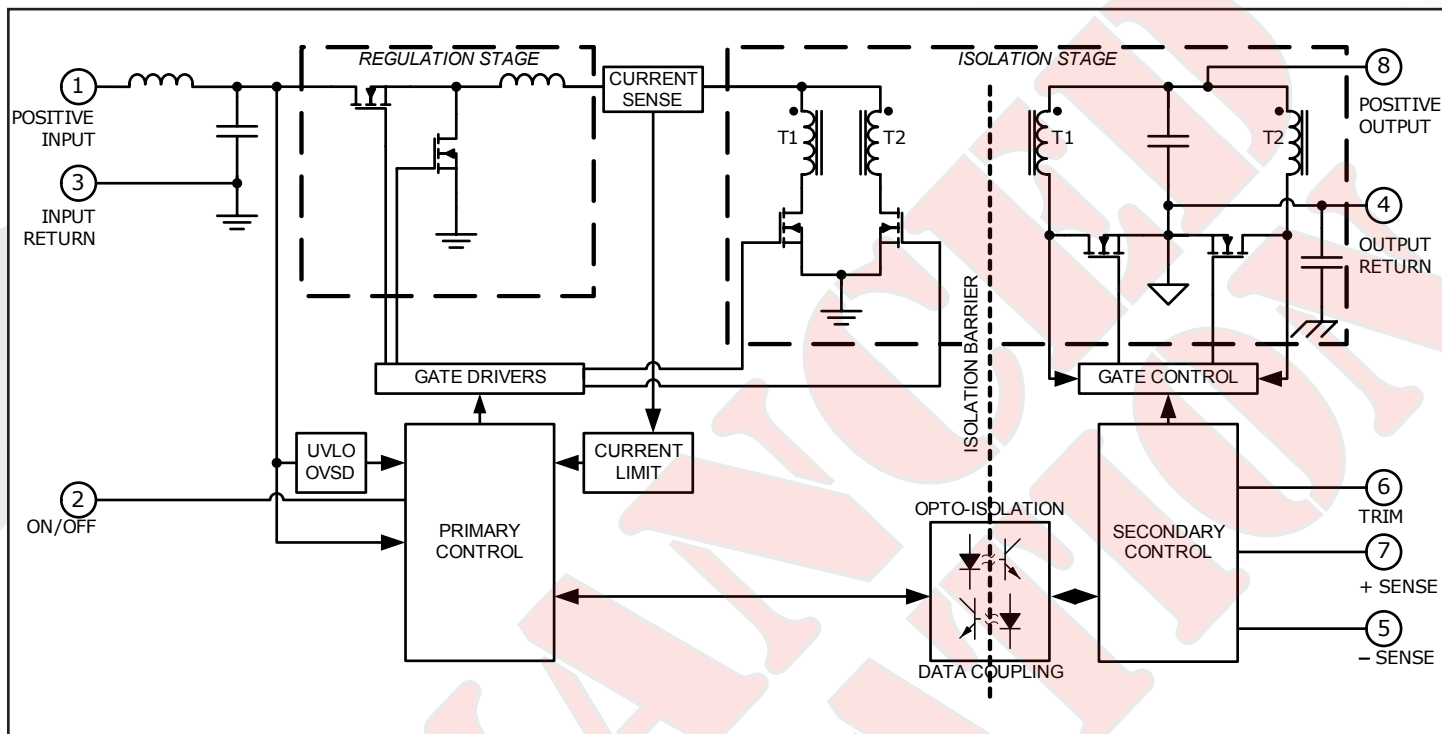 REGULATION STAGE
ISOLATION STAGE
1
POSITIVE
INPUT
3
INPUT
RETURN
CURRENT
SENSE
T1
T2
T1
T2
8
POSITIVE
OUTPUT
4
OUTPUT
RETURN
ISOLATION BARRIER
GATE DRIVERS
GATE CONTROL
UVLO
OVSD
CURRENT
LIMIT
2
ON/OFF
PRIMARY
CONTROL
OPTO-ISOLATION
DATA COUPLING
SECONDARY
CONTROL
6
TRIM
7
+ SENSE
5
– SENSE